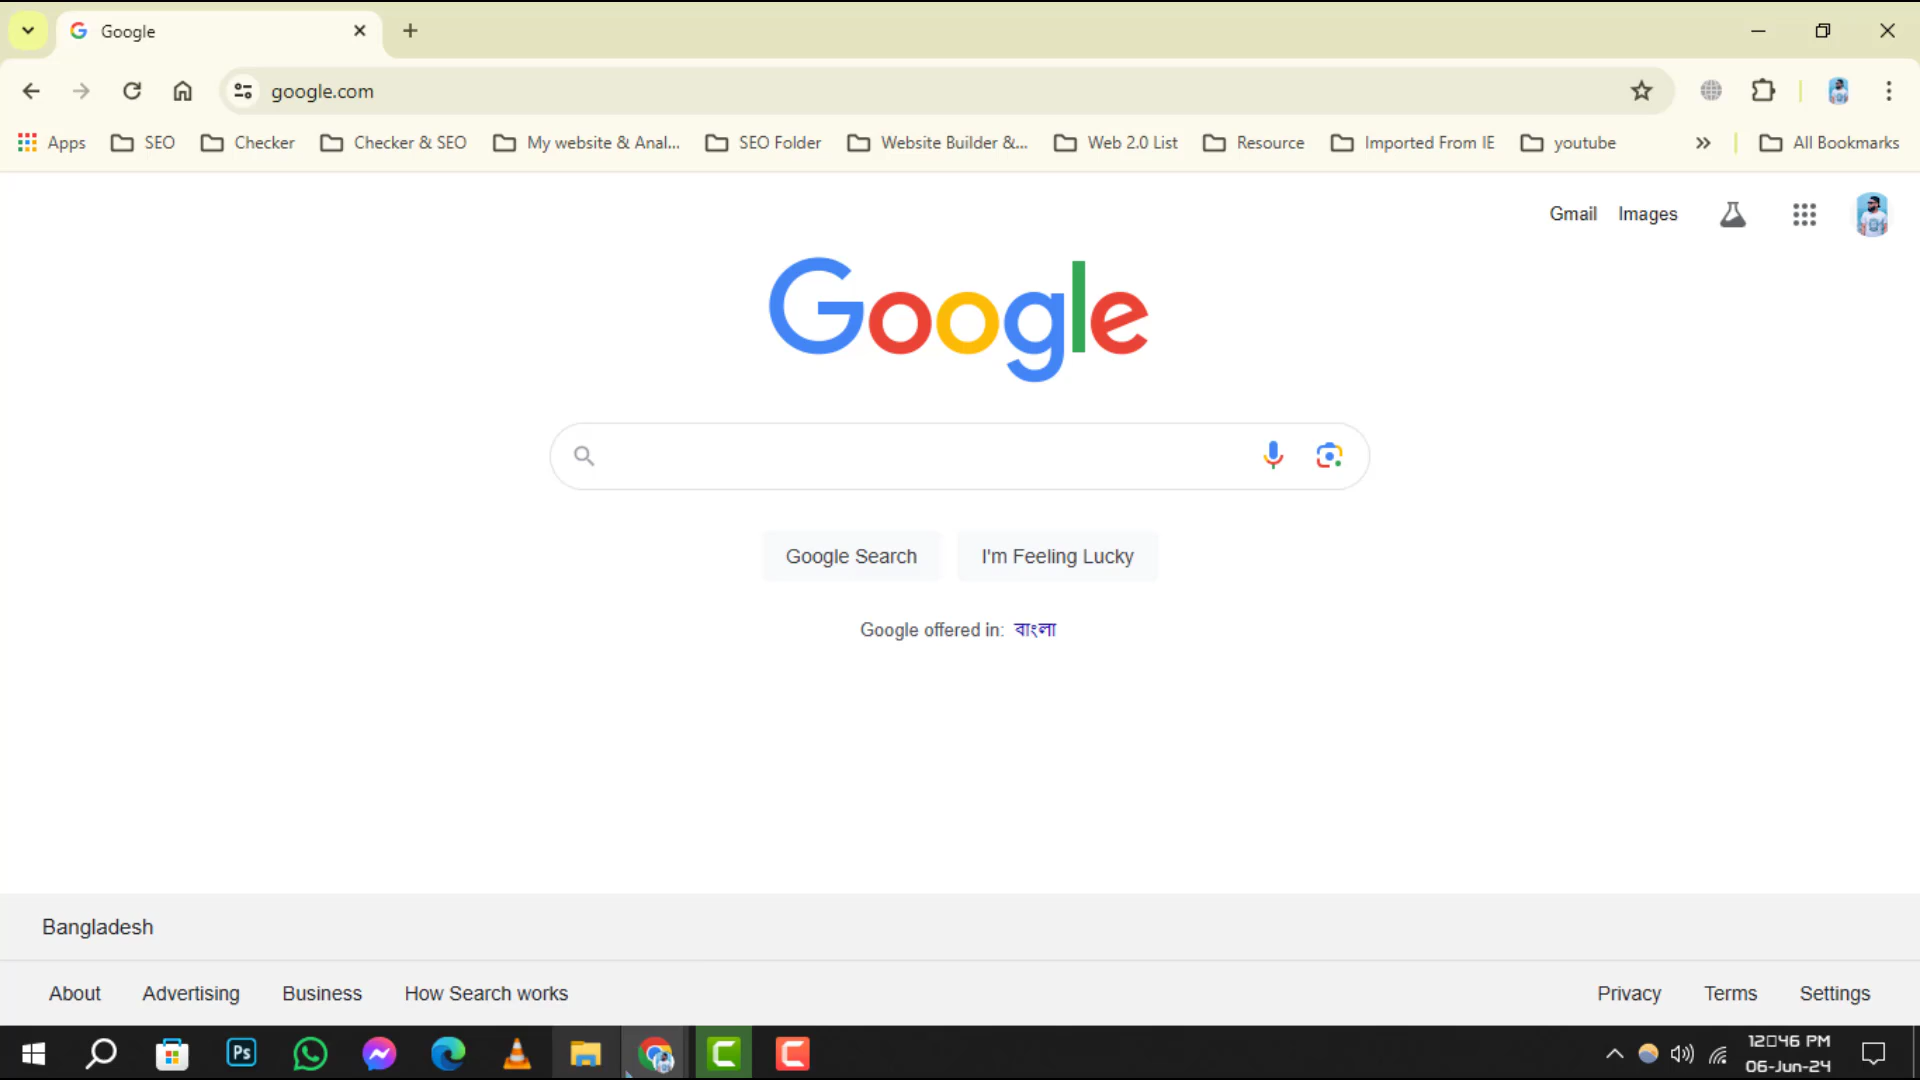 Google
google.com
Apps SEO Checker Checker & SEO My website & Anal... SEO Folder Website Builder &... Web 2.0 List Resource Imported From IE youtube All Bookmarks
Gmail Images
Google
Google Search I'm Feeling Lucky
Google offered in: বাংলা
Bangladesh
About Advertising Business How Search works Privacy Terms Settings
Ps
12▯46 PM
06-Jun-24